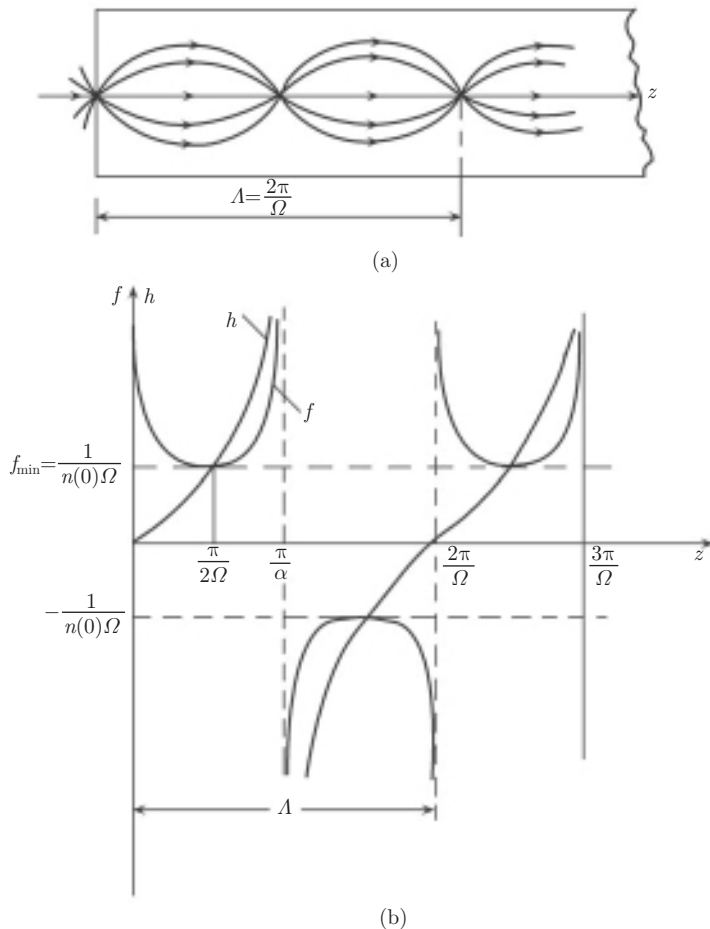 z
Λ=2π/Ω
(a)
f h
h
f
f_min=1/n(0)Ω
π/2Ω
π/α
2π/Ω
3π/Ω
z
-1/n(0)Ω
Λ
(b)